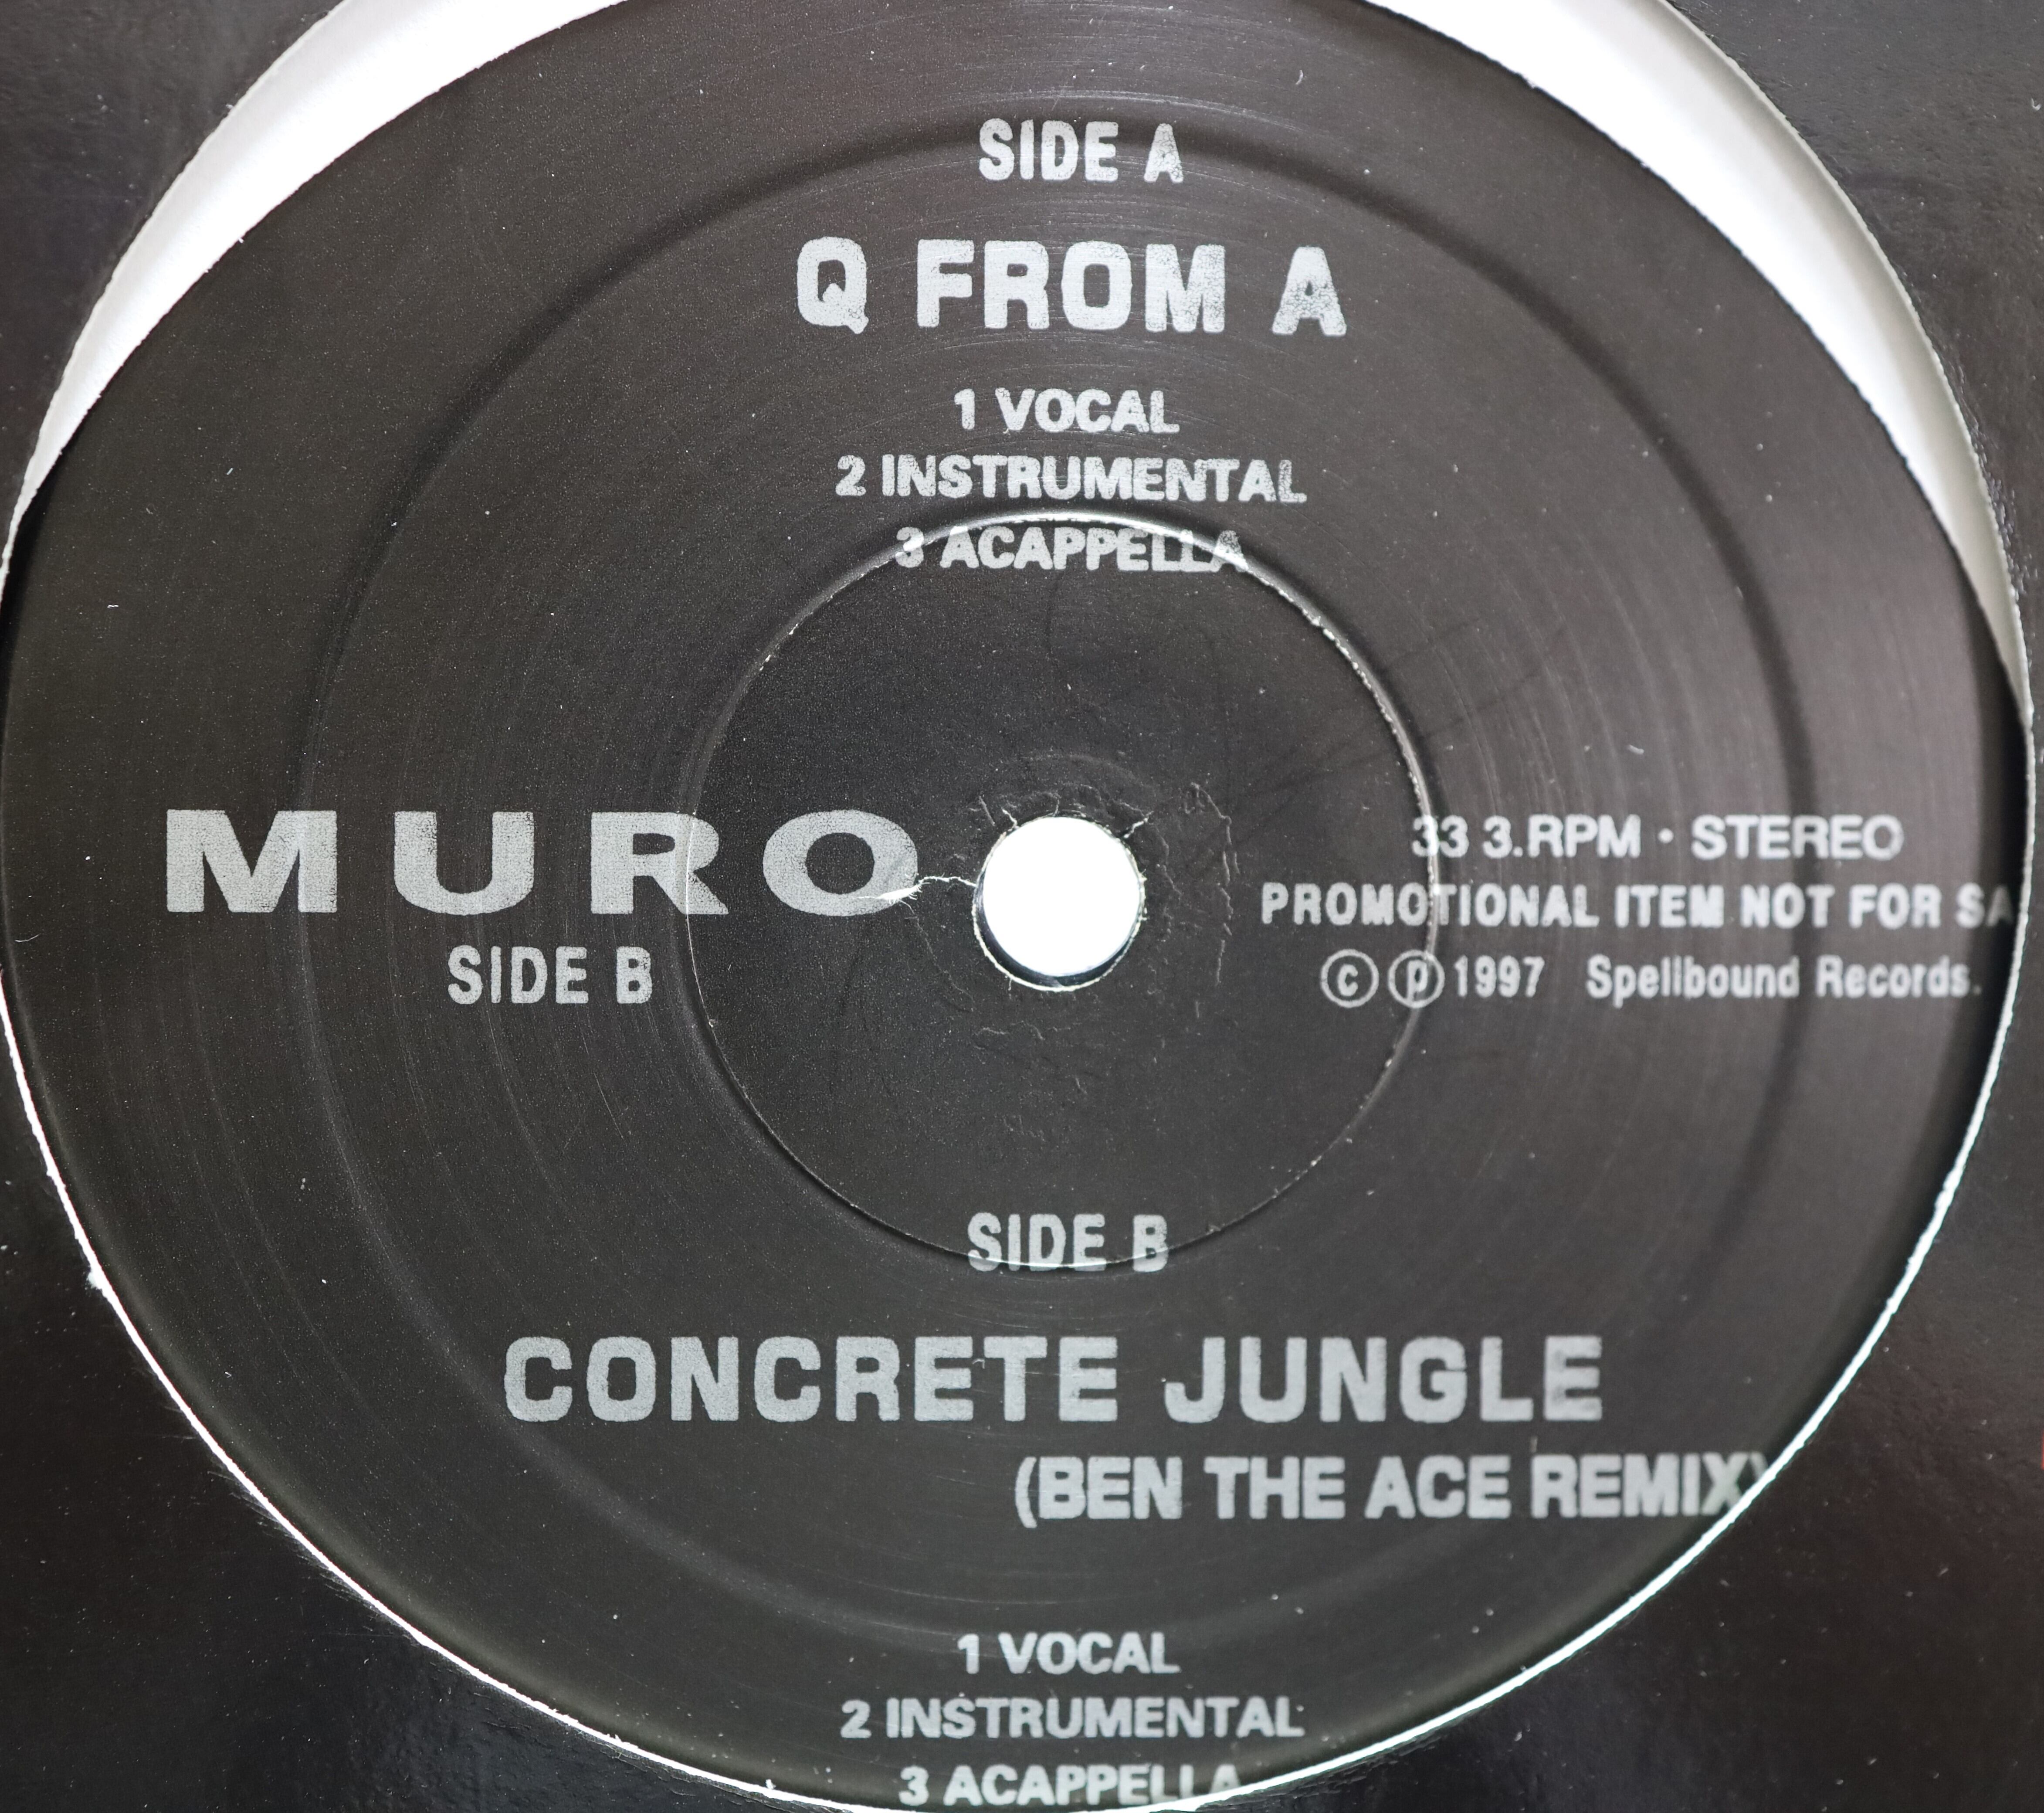 SIDE A
Q FROM A
1 VOCAL
2 INSTRUMENTAL
3 ACAPPELLA
MURO
SIDE B
33 3.RPM · STEREO
PROMOTIONAL ITEM NOT FOR SA
ⓒ ⓟ 1997 Spellbound Records.
SIDE B
CONCRETE JUNGLE
(BEN THE ACE REMIX)
1 VOCAL
2 INSTRUMENTAL
3 ACAPPELLA